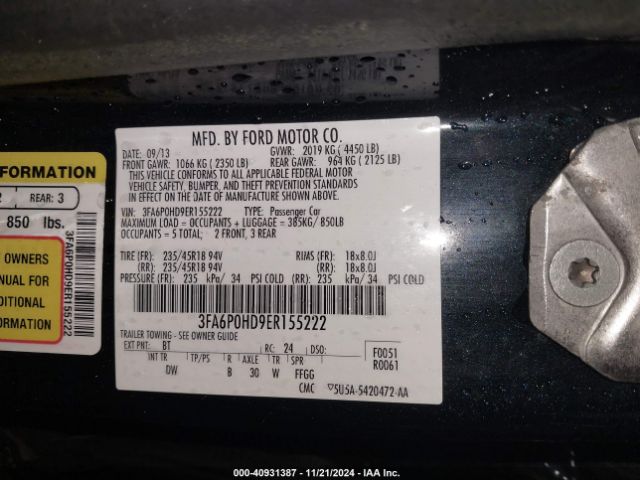 FORMATION
REAR: 3
850 lbs.
OWNERS
ANUAL FOR
DITIONAL
FORMATION
3FA6P0HD9ER155222
MFD. BY FORD MOTOR CO.
DATE: 09/13 GVWR: 2019 KG ( 4450 LB)
FRONT GAWR: 1066 KG ( 2350 LB) REAR GAWR: 964 KG ( 2125 LB)
THIS VEHICLE CONFORMS TO ALL APPLICABLE FEDERAL MOTOR
VEHICLE SAFETY, BUMPER, AND THEFT PREVENTION STANDARDS
IN EFFECT ON THE DATE OF MANUFACTURE SHOWN ABOVE.
VIN: 3FA6P0HD9ER155222 TYPE: Passenger Car
MAXIMUM LOAD = OCCUPANTS + LUGGAGE = 385KG/ 850LB
OCCUPANTS = 5 TOTAL; 2 FRONT, 3 REAR
TIRE (FR): 235/45R18 94V RIMS (FR): 18x8.0J
(RR): 235/45R18 94V (RR): 18x8.0J
PRESSURE (FR): 235 kPa/ 34 PSI COLD (RR): 235 kPa/ 34 PSI COLD
3FA6P0HD9ER155222
TRAILER TOWING - SEE OWNER GUIDE
EXT PNT: BT RC: 24 DSO: F0051
R0061
INT TR TP/PS R AXLE TR SPR
DW B 30 W FFGG
CMC ▽5U5A-5420472-AA
000-40931387 - 11/21/2024 - IAA Inc.